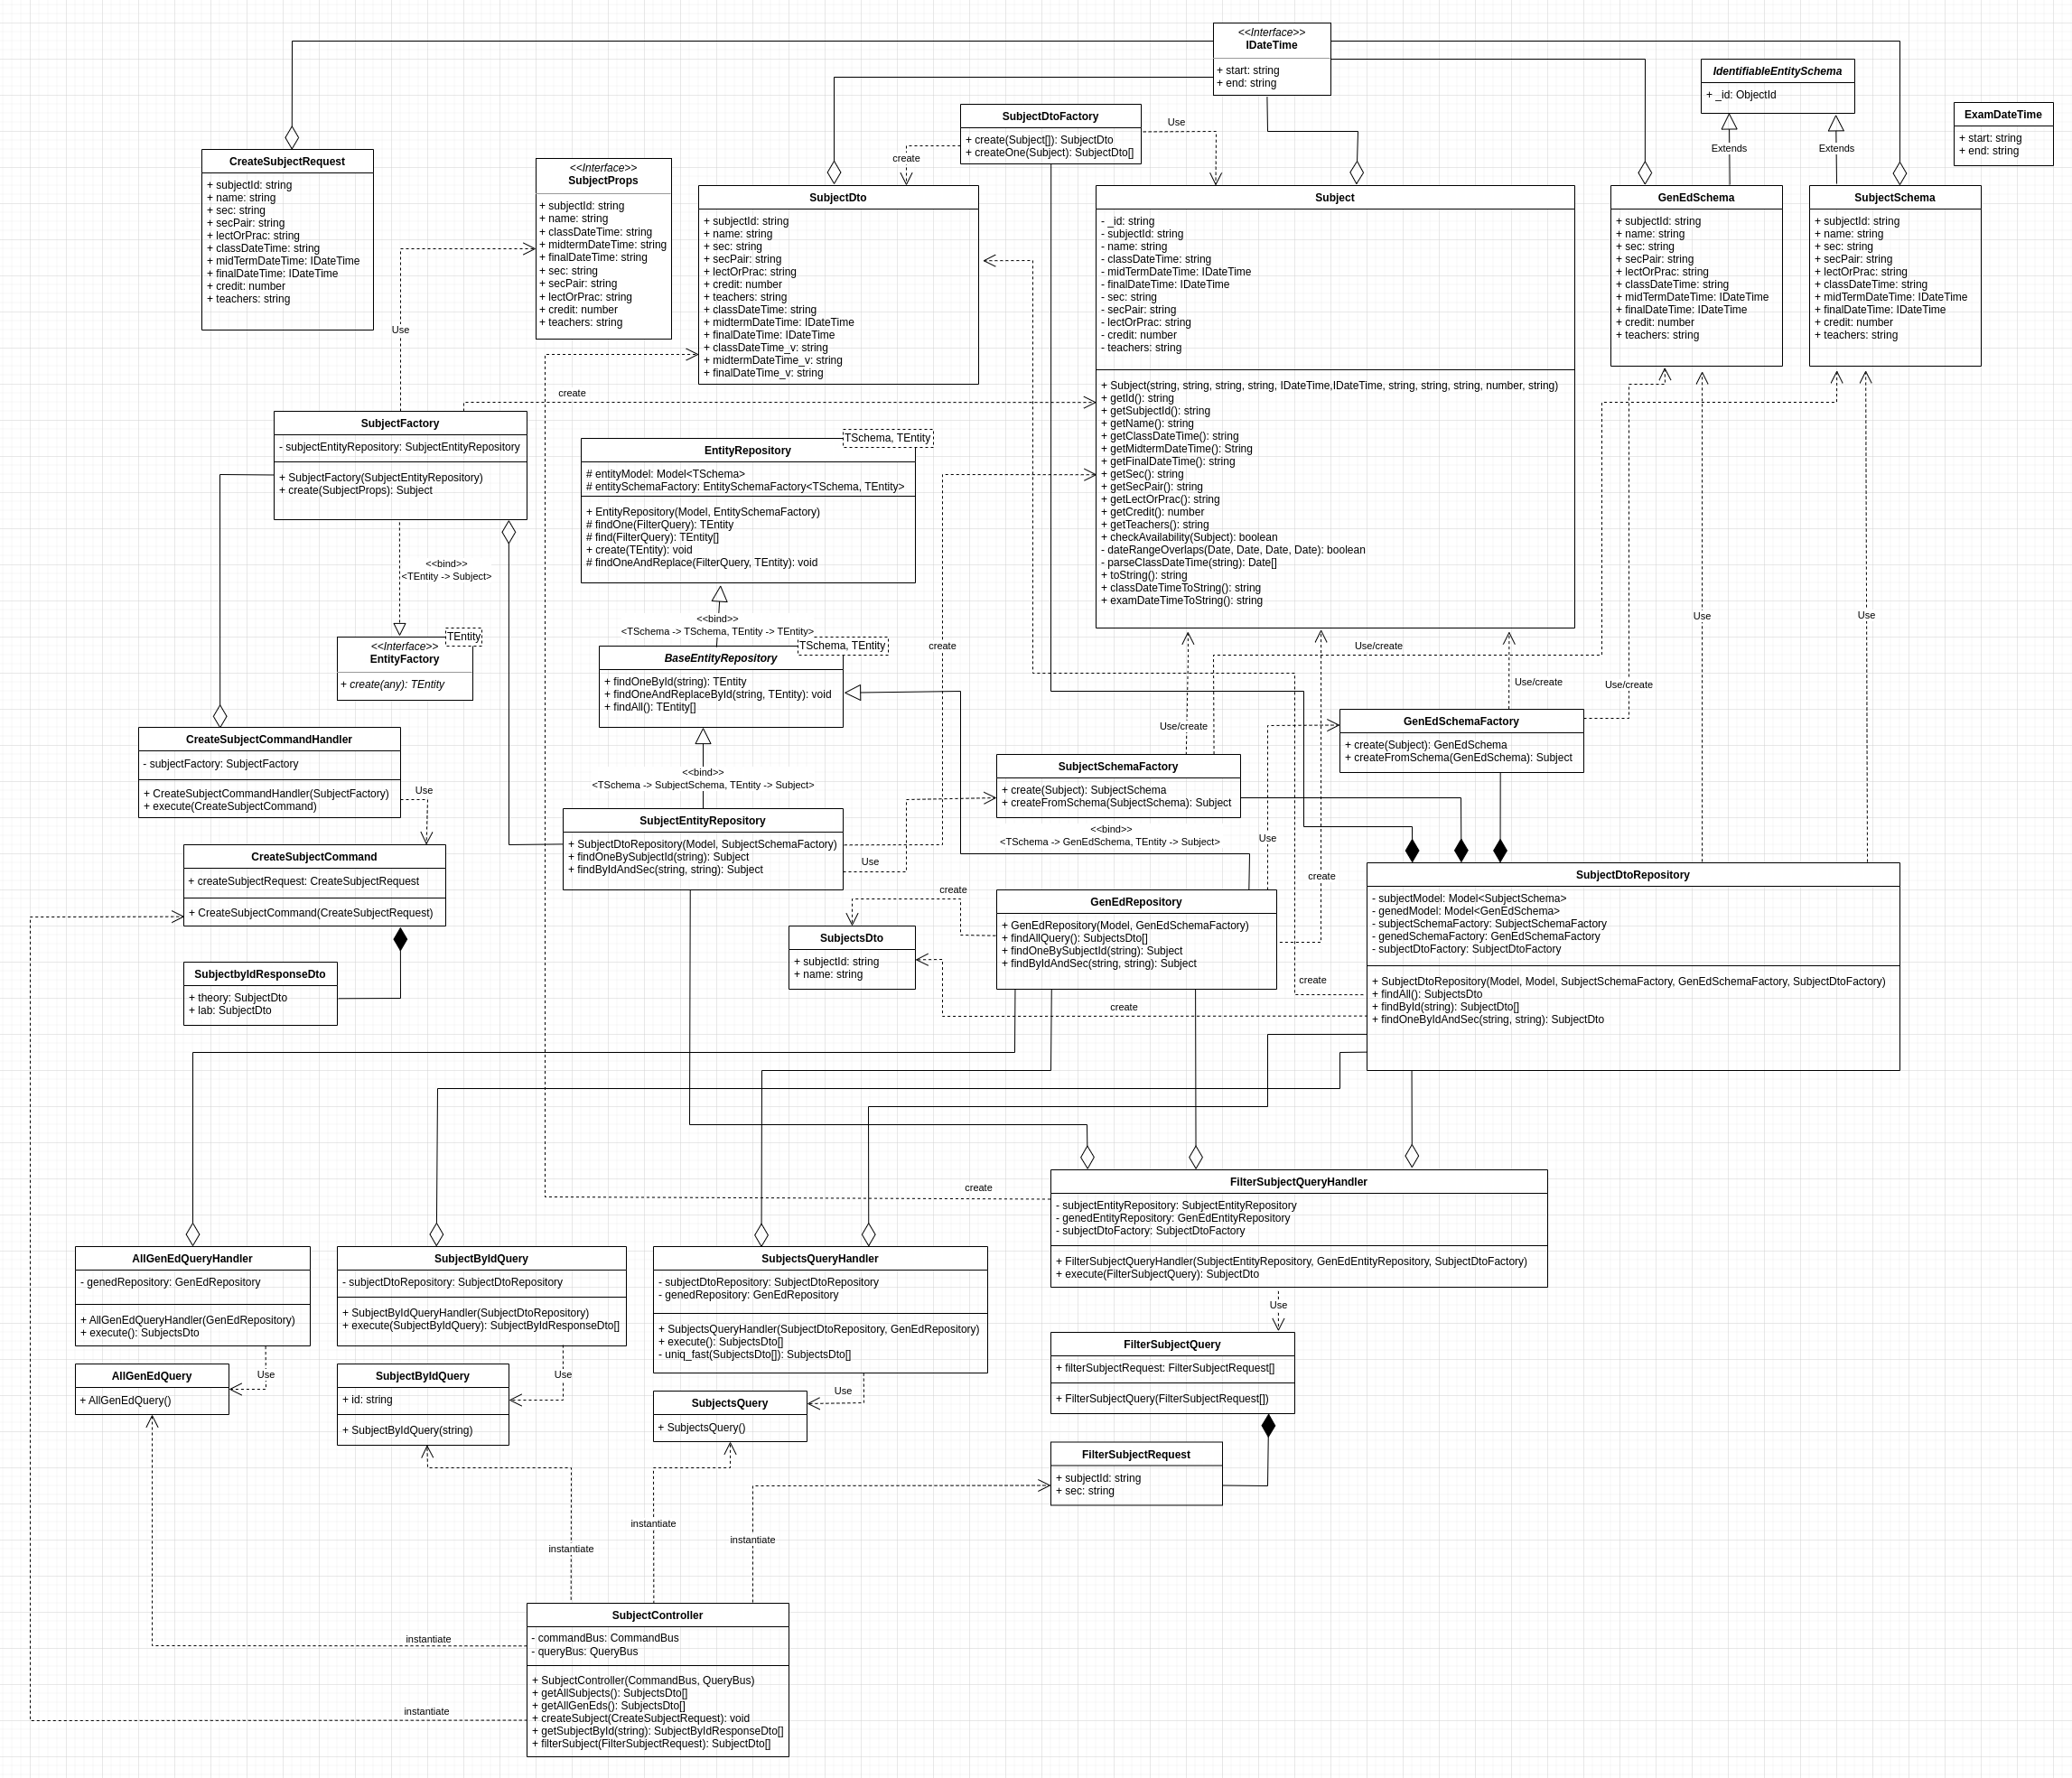 <<Interface>>
IDateTime
+ start: string
+ end: string
IdentifiableEntitySchema
+ _id: ObjectId
ExamDateTime
+ start: string
+ end: string
SubjectDtoFactory
+ create(Subject[]): SubjectDto
+ createOne(Subject): SubjectDto[]
Use
create
Extends
Extends
CreateSubjectRequest
+ subjectId: string
+ name: string
+ sec: string
+ secPair: string
+ lectOrPrac: string
+ classDateTime: string
+ midTermDateTime: IDateTime
+ finalDateTime: IDateTime
+ credit: number
+ teachers: string
<<Interface>>
SubjectProps
+ subjectId: string
+ name: string
+ classDateTime: string
+ midtermDateTime: string
+ finalDateTime: string
+ sec: string
+ secPair: string
+ lectOrPrac: string
+ credit: number
+ teachers: string
SubjectDto
+ subjectId: string
+ name: string
+ sec: string
+ secPair: string
+ lectOrPrac: string
+ credit: number
+ teachers: string
+ classDateTime: string
+ midtermDateTime: IDateTime
+ finalDateTime: IDateTime
+ classDateTime_v: string
+ midtermDateTime_v: string
+ finalDateTime_v: string
Subject
- _id: string
- subjectId: string
- name: string
- classDateTime: string
- midTermDateTime: IDateTime
- finalDateTime: IDateTime
- sec: string
- secPair: string
- lectOrPrac: string
- credit: number
- teachers: string
+ Subject(string, string, string, string, IDateTime,IDateTime, string, string, string, number, string)
+ getId(): string
+ getSubjectId(): string
+ getName(): string
+ getClassDateTime(): string
+ getMidtermDateTime(): String
+ getFinalDateTime(): string
+ getSec(): string
+ getSecPair(): string
+ getLectOrPrac(): string
+ getCredit(): number
+ getTeachers(): string
+ checkAvailability(Subject): boolean
- dateRangeOverlaps(Date, Date, Date, Date): boolean
- parseClassDateTime(string): Date[]
+ toString(): string
+ classDateTimeToString(): string
+ examDateTimeToString(): string
GenEdSchema
+ subjectId: string
+ name: string
+ sec: string
+ secPair: string
+ lectOrPrac: string
+ classDateTime: string
+ midTermDateTime: IDateTime
+ finalDateTime: IDateTime
+ credit: number
+ teachers: string
SubjectSchema
+ subjectId: string
+ name: string
+ sec: string
+ secPair: string
+ lectOrPrac: string
+ classDateTime: string
+ midTermDateTime: IDateTime
+ finalDateTime: IDateTime
+ credit: number
+ teachers: string
Use
create
SubjectFactory
- subjectEntityRepository: SubjectEntityRepository
+ SubjectFactory(SubjectEntityRepository)
+ create(SubjectProps): Subject
TSchema, TEntity
EntityRepository
# entityModel: Model<TSchema>
# entitySchemaFactory: EntitySchemaFactory<TSchema, TEntity>
+ EntityRepository(Model, EntitySchemaFactory)
# findOne(FilterQuery): TEntity
# find(FilterQuery): TEntity[]
+ create(TEntity): void
# findOneAndReplace(FilterQuery, TEntity): void
<<bind>>
<TEntity -> Subject>
TEntity
<<Interface>>
EntityFactory
+ create(any): TEntity
<<bind>>
<TSchema -> TSchema, TEntity -> TEntity>
TSchema, TEntity
BaseEntityRepository
+ findOneById(string): TEntity
+ findOneAndReplaceById(string, TEntity): void
+ findAll(): TEntity[]
create
Use/create
Use
Use
Use/create
Use/create
Use/create
GenEdSchemaFactory
+ create(Subject): GenEdSchema
+ createFromSchema(GenEdSchema): Subject
CreateSubjectCommandHandler
- subjectFactory: SubjectFactory
+ CreateSubjectCommandHandler(SubjectFactory)
+ execute(CreateSubjectCommand)
Use
<<bind>>
<TSchema -> SubjectSchema, TEntity -> Subject>
SubjectSchemaFactory
+ create(Subject): SubjectSchema
+ createFromSchema(SubjectSchema): Subject
SubjectEntityRepository
+ SubjectDtoRepository(Model, SubjectSchemaFactory)
+ findOneBySubjectId(string): Subject
+ findByIdAndSec(string, string): Subject
Use
<<bind>>
<TSchema -> GenEdSchema, TEntity -> Subject>
Use
create
CreateSubjectCommand
+ createSubjectRequest: CreateSubjectRequest
+ CreateSubjectCommand(CreateSubjectRequest)
create
SubjectsDto
+ subjectId: string
+ name: string
GenEdRepository
+ GenEdRepository(Model, GenEdSchemaFactory)
+ findAllQuery(): SubjectsDto[]
+ findOneBySubjectId(string): Subject
+ findByIdAndSec(string, string): Subject
SubjectDtoRepository
- subjectModel: Model<SubjectSchema>
- genedModel: Model<GenEdSchema>
- subjectSchemaFactory: SubjectSchemaFactory
- genedSchemaFactory: GenEdSchemaFactory
- subjectDtoFactory: SubjectDtoFactory
+ SubjectDtoRepository(Model, Model, SubjectSchemaFactory, GenEdSchemaFactory, SubjectDtoFactory)
+ findAll(): SubjectsDto
+ findById(string): SubjectDto[]
+ findOneByIdAndSec(string, string): SubjectDto
create
create
SubjectbyIdResponseDto
+ theory: SubjectDto
+ lab: SubjectDto
create
FilterSubjectQueryHandler
- subjectEntityRepository: SubjectEntityRepository
- genedEntityRepository: GenEdEntityRepository
- subjectDtoFactory: SubjectDtoFactory
+ FilterSubjectQueryHandler(SubjectEntityRepository, GenEdEntityRepository, SubjectDtoFactory)
+ execute(FilterSubjectQuery): SubjectDto
AllGenEdQueryHandler
- genedRepository: GenEdRepository
+ AllGenEdQueryHandler(GenEdRepository)
+ execute(): SubjectsDto
SubjectByIdQuery
- subjectDtoRepository: SubjectDtoRepository
+ SubjectByIdQueryHandler(SubjectDtoRepository)
+ execute(SubjectByIdQuery): SubjectByIdResponseDto[]
SubjectsQueryHandler
- subjectDtoRepository: SubjectDtoRepository
- genedRepository: GenEdRepository
+ SubjectsQueryHandler(SubjectDtoRepository, GenEdRepository)
+ execute(): SubjectsDto[]
- uniq_fast(SubjectsDto[]): SubjectsDto[]
Use
FilterSubjectQuery
+ filterSubjectRequest: FilterSubjectRequest[]
+ FilterSubjectQuery(FilterSubjectRequest[])
Use
AllGenEdQuery
+ AllGenEdQuery()
Use
SubjectByIdQuery
+ id: string
+ SubjectByIdQuery(string)
Use
SubjectsQuery
+ SubjectsQuery()
FilterSubjectRequest
+ subjectId: string
+ sec: string
instantiate
instantiate
instantiate
SubjectController
- commandBus: CommandBus
- queryBus: QueryBus
+ SubjectController(CommandBus, QueryBus)
+ getAllSubjects(): SubjectsDto[]
+ getAllGenEds(): SubjectsDto[]
+ createSubject(CreateSubjectRequest): void
+ getSubjectById(string): SubjectByIdResponseDto[]
+ filterSubject(FilterSubjectRequest): SubjectDto[]
instantiate
instantiate